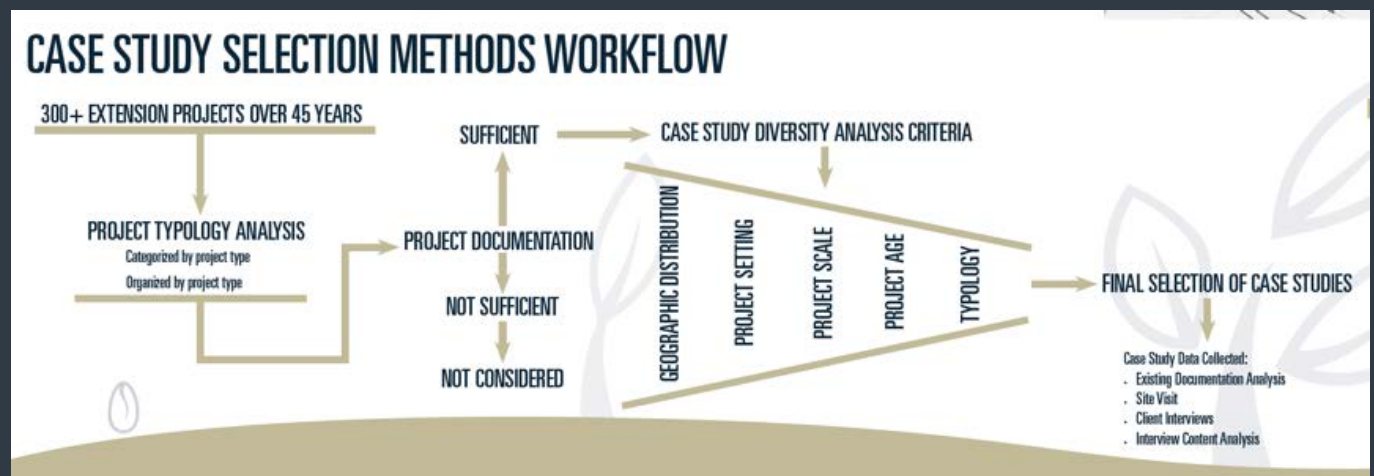 CASE STUDY SELECTION METHODS WORKFLOW
300+ EXTENSION PROJECTS OVER 45 YEARS
PROJECT TYPOLOGY ANALYSIS
Categorized by project type
Organized by project type
PROJECT DOCUMENTATION
SUFFICIENT
NOT SUFFICIENT
NOT CONSIDERED
CASE STUDY DIVERSITY ANALYSIS CRITERIA
GEOGRAPHIC DISTRIBUTION
PROJECT SETTING
PROJECT SCALE
PROJECT AGE
TYPOLOGY
FINAL SELECTION OF CASE STUDIES
Case Study Data Collected:
. Existing Documentation Analysis
. Site Visit
. Client Interviews
. Interview Content Analysis